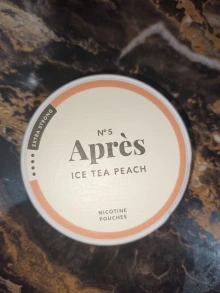 EXTRA STRONG
Nº5
Après
ICE TEA PEACH
NICOTINE
POUCHES